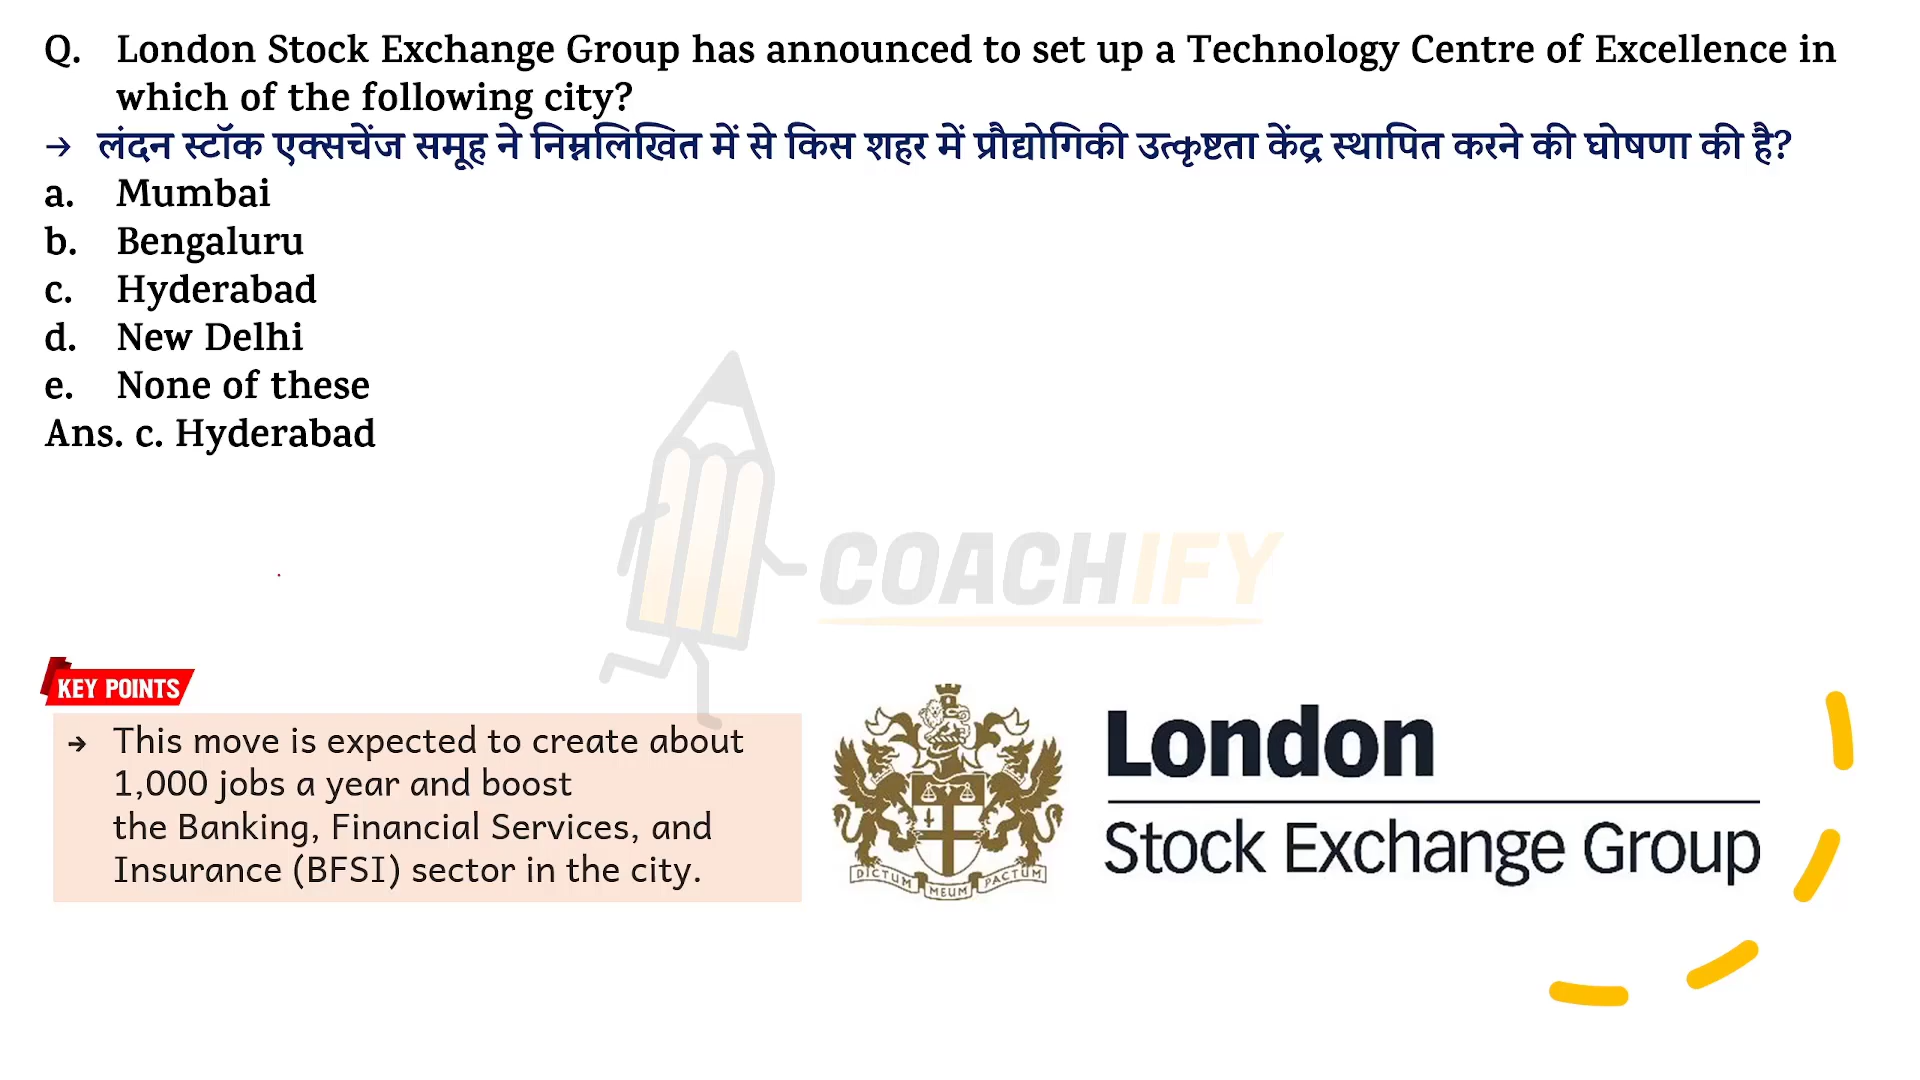 Q. London Stock Exchange Group has announced to set up a Technology Centre of Excellence in
which of the following city?
→ लंदन स्टॉक एक्सचेंज समूह ने निम्नलिखित में से किस शहर में प्रौद्योगिकी उत्कृष्टता केंद्र स्थापित करने की घोषणा की है?
a. Mumbai
b. Bengaluru
c. Hyderabad
d. New Delhi
e. None of these
Ans. c. Hyderabad
COACHIFY
KEY POINTS
→ This move is expected to create about
1,000 jobs a year and boost
the Banking, Financial Services, and
Insurance (BFSI) sector in the city.
London
Stock Exchange Group
DICTUM MEUM PACTUM